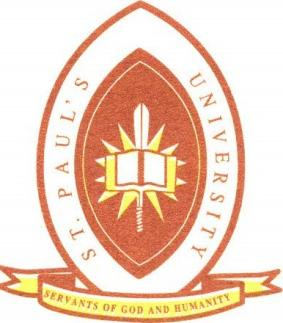 ST. PAUL'S UNIVERSITY
SERVANTS OF GOD AND HUMANITY